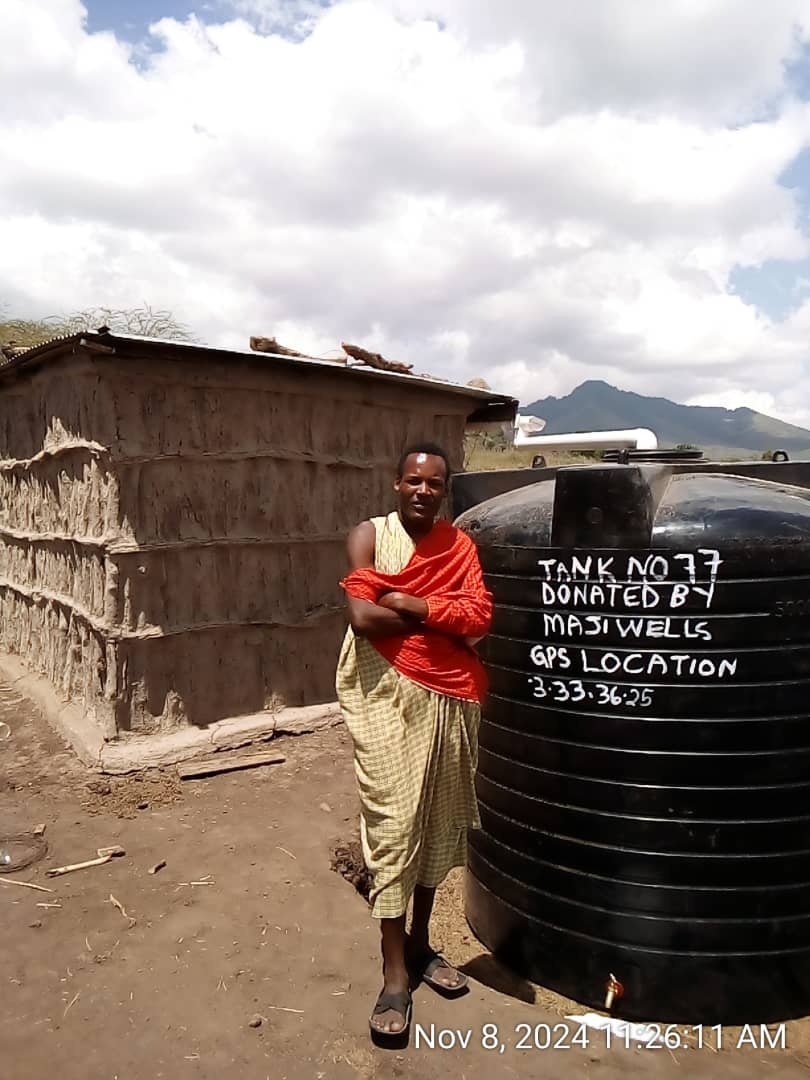 TANK NO 77
DONATED BY
MAJI WELLS
GPS LOCATION
-3.33.36.25
Nov 8, 2024 11:26:11 AM